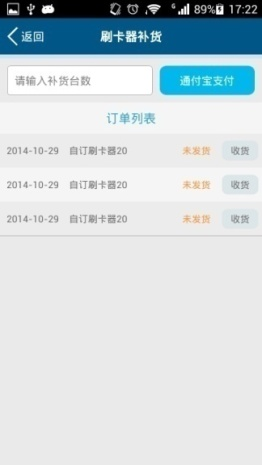 G 17:22
返回 刷卡器补货
请输入补货台数 通付宝支付
订单列表
2014-10-29 自订刷卡器20 未发货 收货
2014-10-29 自订刷卡器20 未发货 收货
2014-10-29 自订刷卡器20 未发货 收货